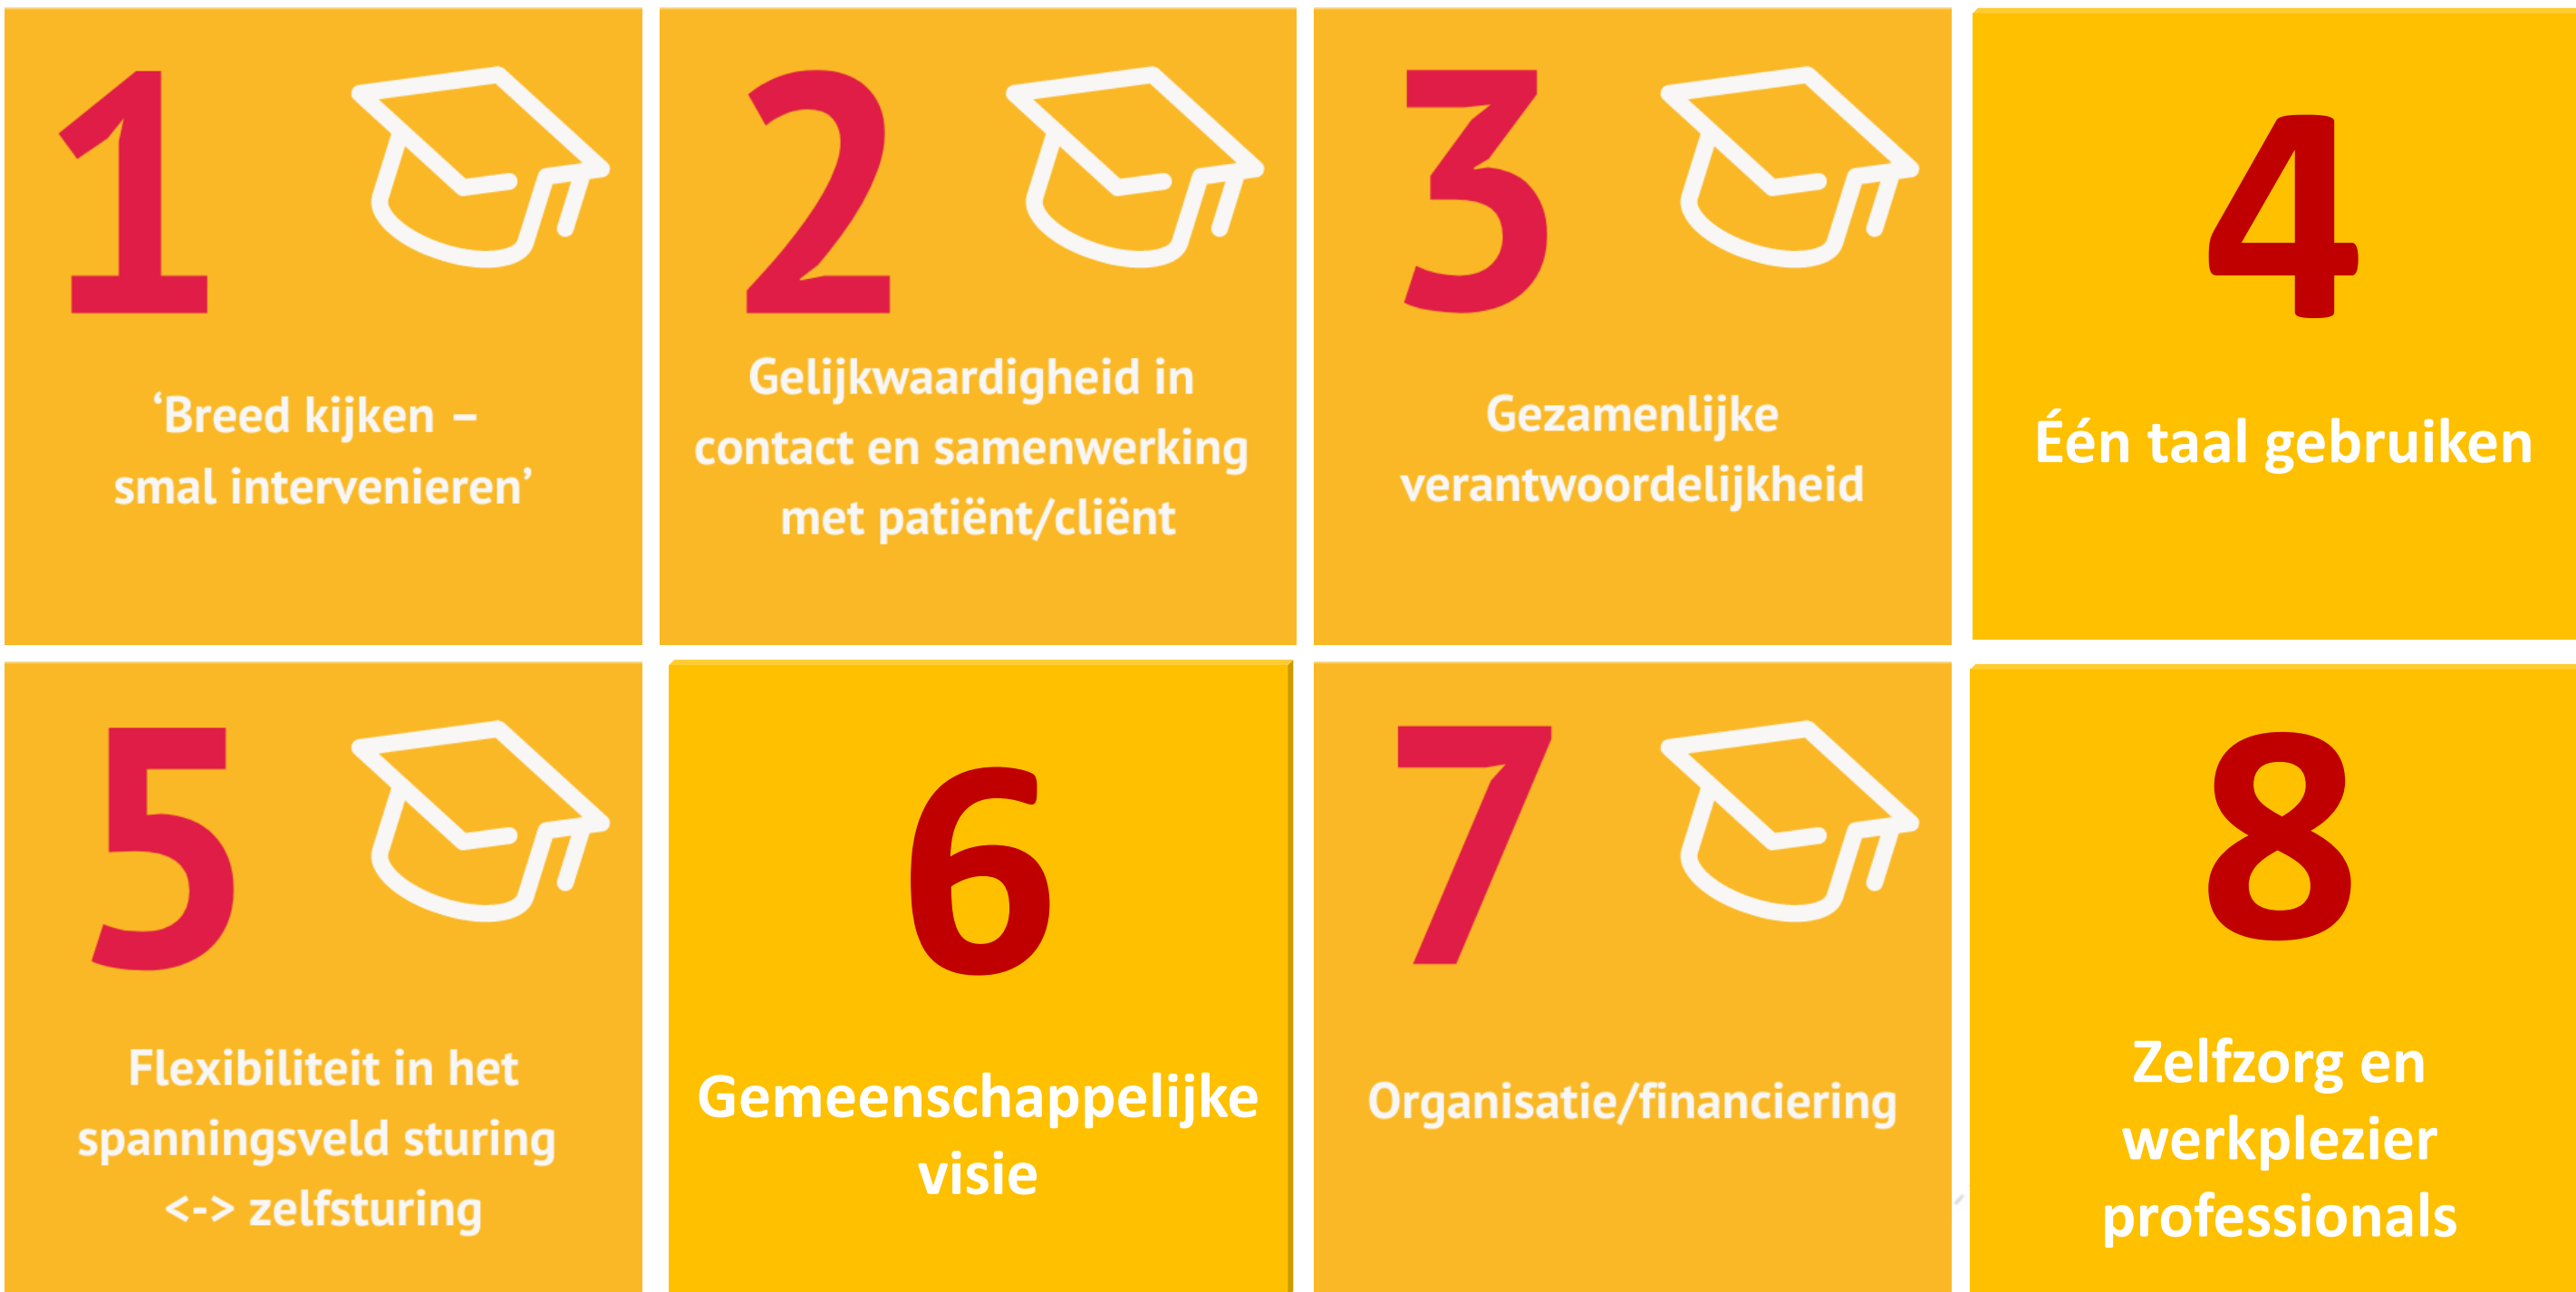 1
‘Breed kijken –
smal intervenieren’
2
Gelijkwaardigheid in
contact en samenwerking
met patiënt/cliënt
3
Gezamenlijke
verantwoordelijkheid
4
Één taal gebruiken
5
Flexibiliteit in het
spanningsveld sturing
<-> zelfsturing
6
Gemeenschappelijke
visie
7
Organisatie/financiering
8
Zelfzorg en
werkplezier
professionals